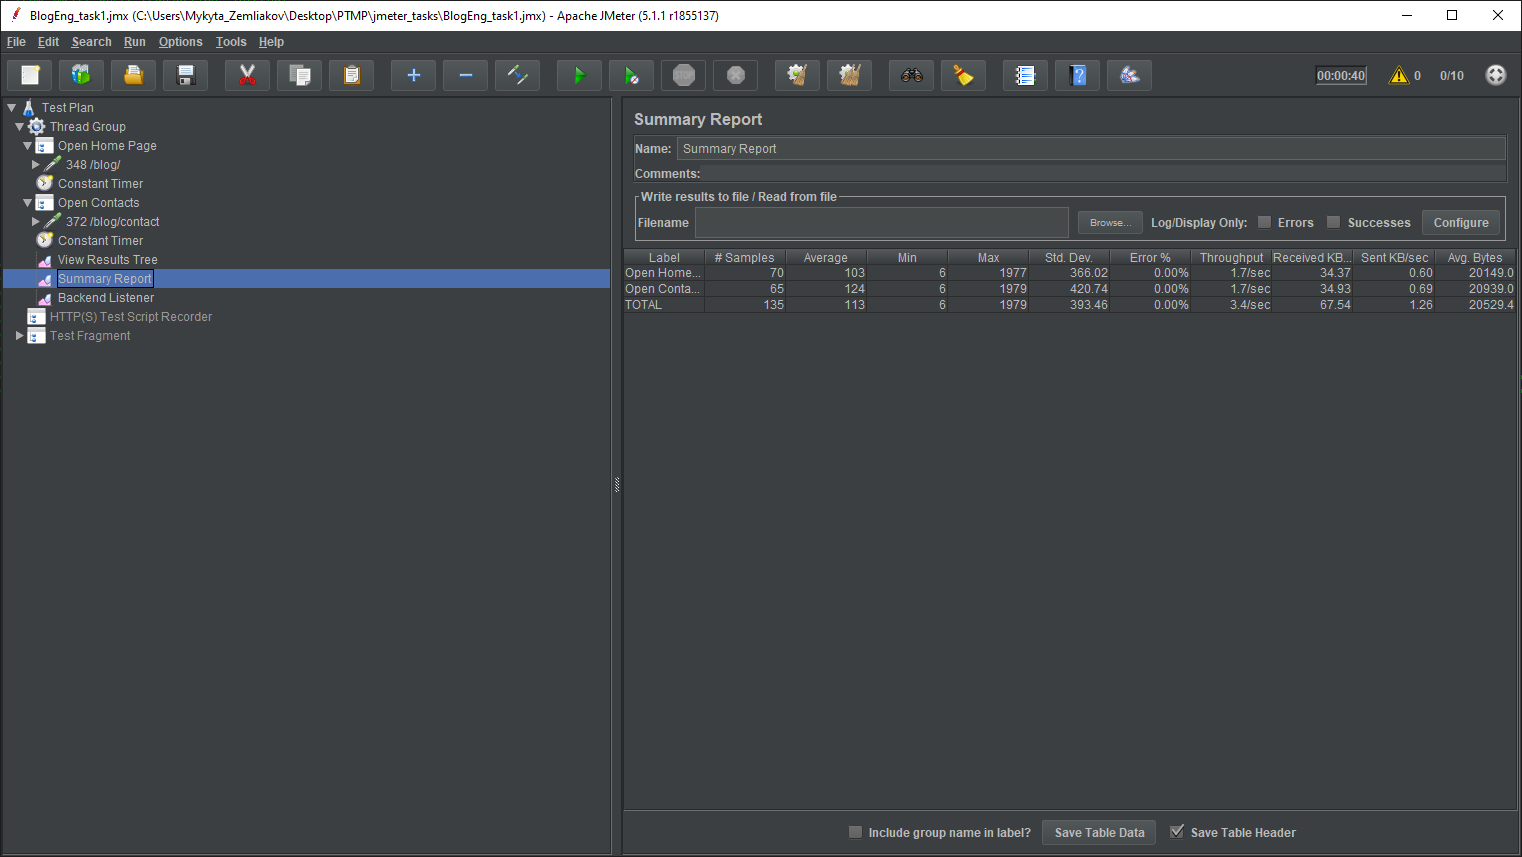 BlogEng_task1.jmx (C:\Users\Mykyta_Zemliakov\Desktop\PTMP\jmeter_tasks\BlogEng_task1.jmx) - Apache JMeter (5.1.1 r1855137)
File Edit Search Run Options Tools Help
STOP 00:00:40 0 0/10
Test Plan
Thread Group
Open Home Page
348 /blog/
Constant Timer
Open Contacts
372 /blog/contact
Constant Timer
View Results Tree
Summary Report
Backend Listener
HTTP(S) Test Script Recorder
Test Fragment
Summary Report
Name: Summary Report
Comments:
Write results to file / Read from file
Filename Browse... Log/Display Only: Errors Successes Configure
Label # Samples Average Min Max Std. Dev. Error % Throughput Received KB... Sent KB/sec Avg. Bytes
Open Home... 70 103 6 1977 366.02 0.00% 1.7/sec 34.37 0.60 20149.0
Open Conta... 65 124 6 1979 420.74 0.00% 1.7/sec 34.93 0.69 20939.0
TOTAL 135 113 6 1979 393.46 0.00% 3.4/sec 67.54 1.26 20529.4
Include group name in label? Save Table Data Save Table Header